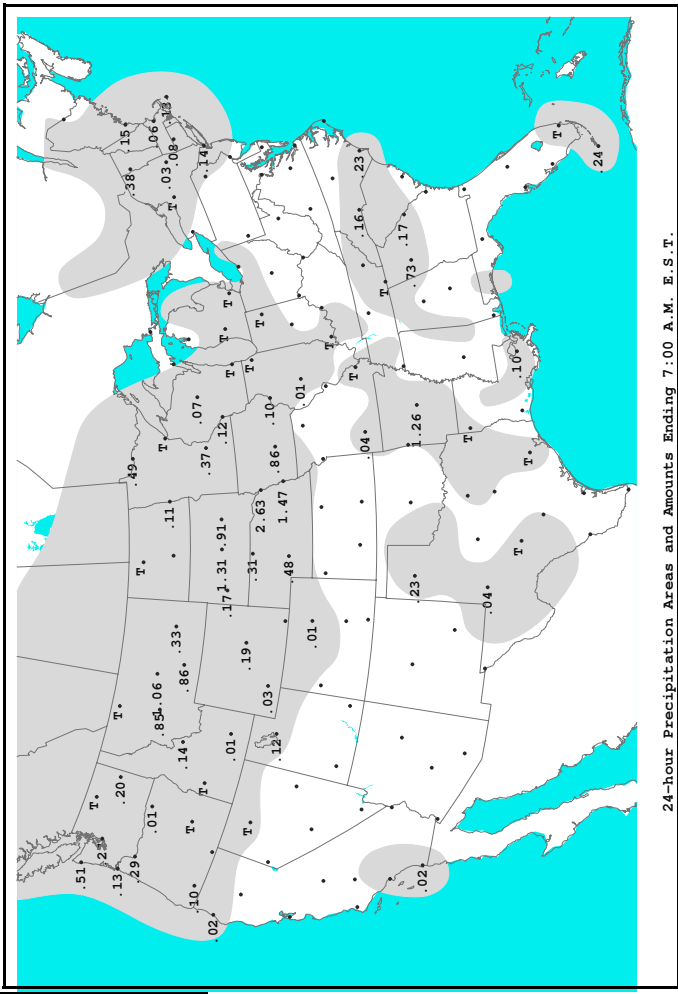 .51
T
.13
.20
T
.49
.38
.15
.29
T
.01
.06
.85
1.06
T
.03
.13
.11
T
.08
.33
.14
.86
T
.10
.07
T
.37
.14
.02
1.31
.91
.12
T
T
.17
.01
T
T
T
.19
.31
T
2.63
T
.03
.10
.12
.86
1.47
.48
.01
.01
T
T
.23
.16
.04
T
.17
.73
.23
1.26
.02
T
.04
T
.10
T
T
.24
24-hour Precipitation Areas and Amounts Ending 7:00 A.M. E.S.T.